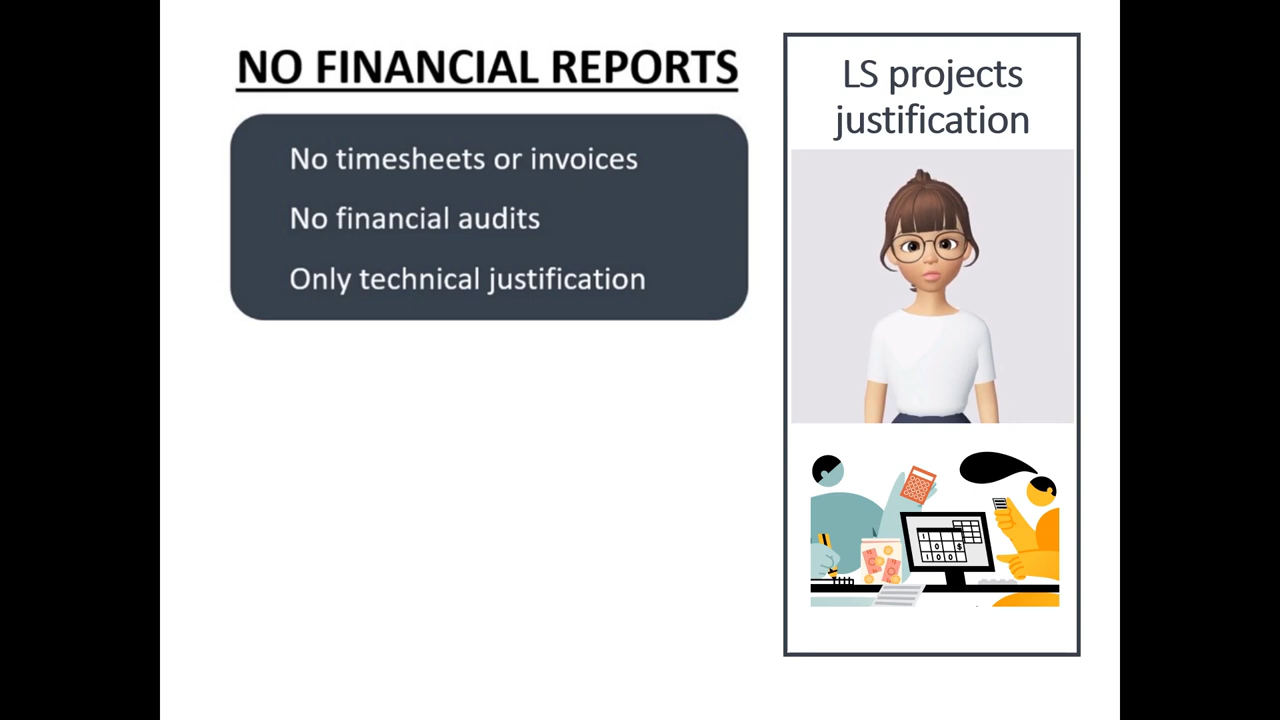 NO FINANCIAL REPORTS
No timesheets or invoices
No financial audits
Only technical justification
LS projects
justification